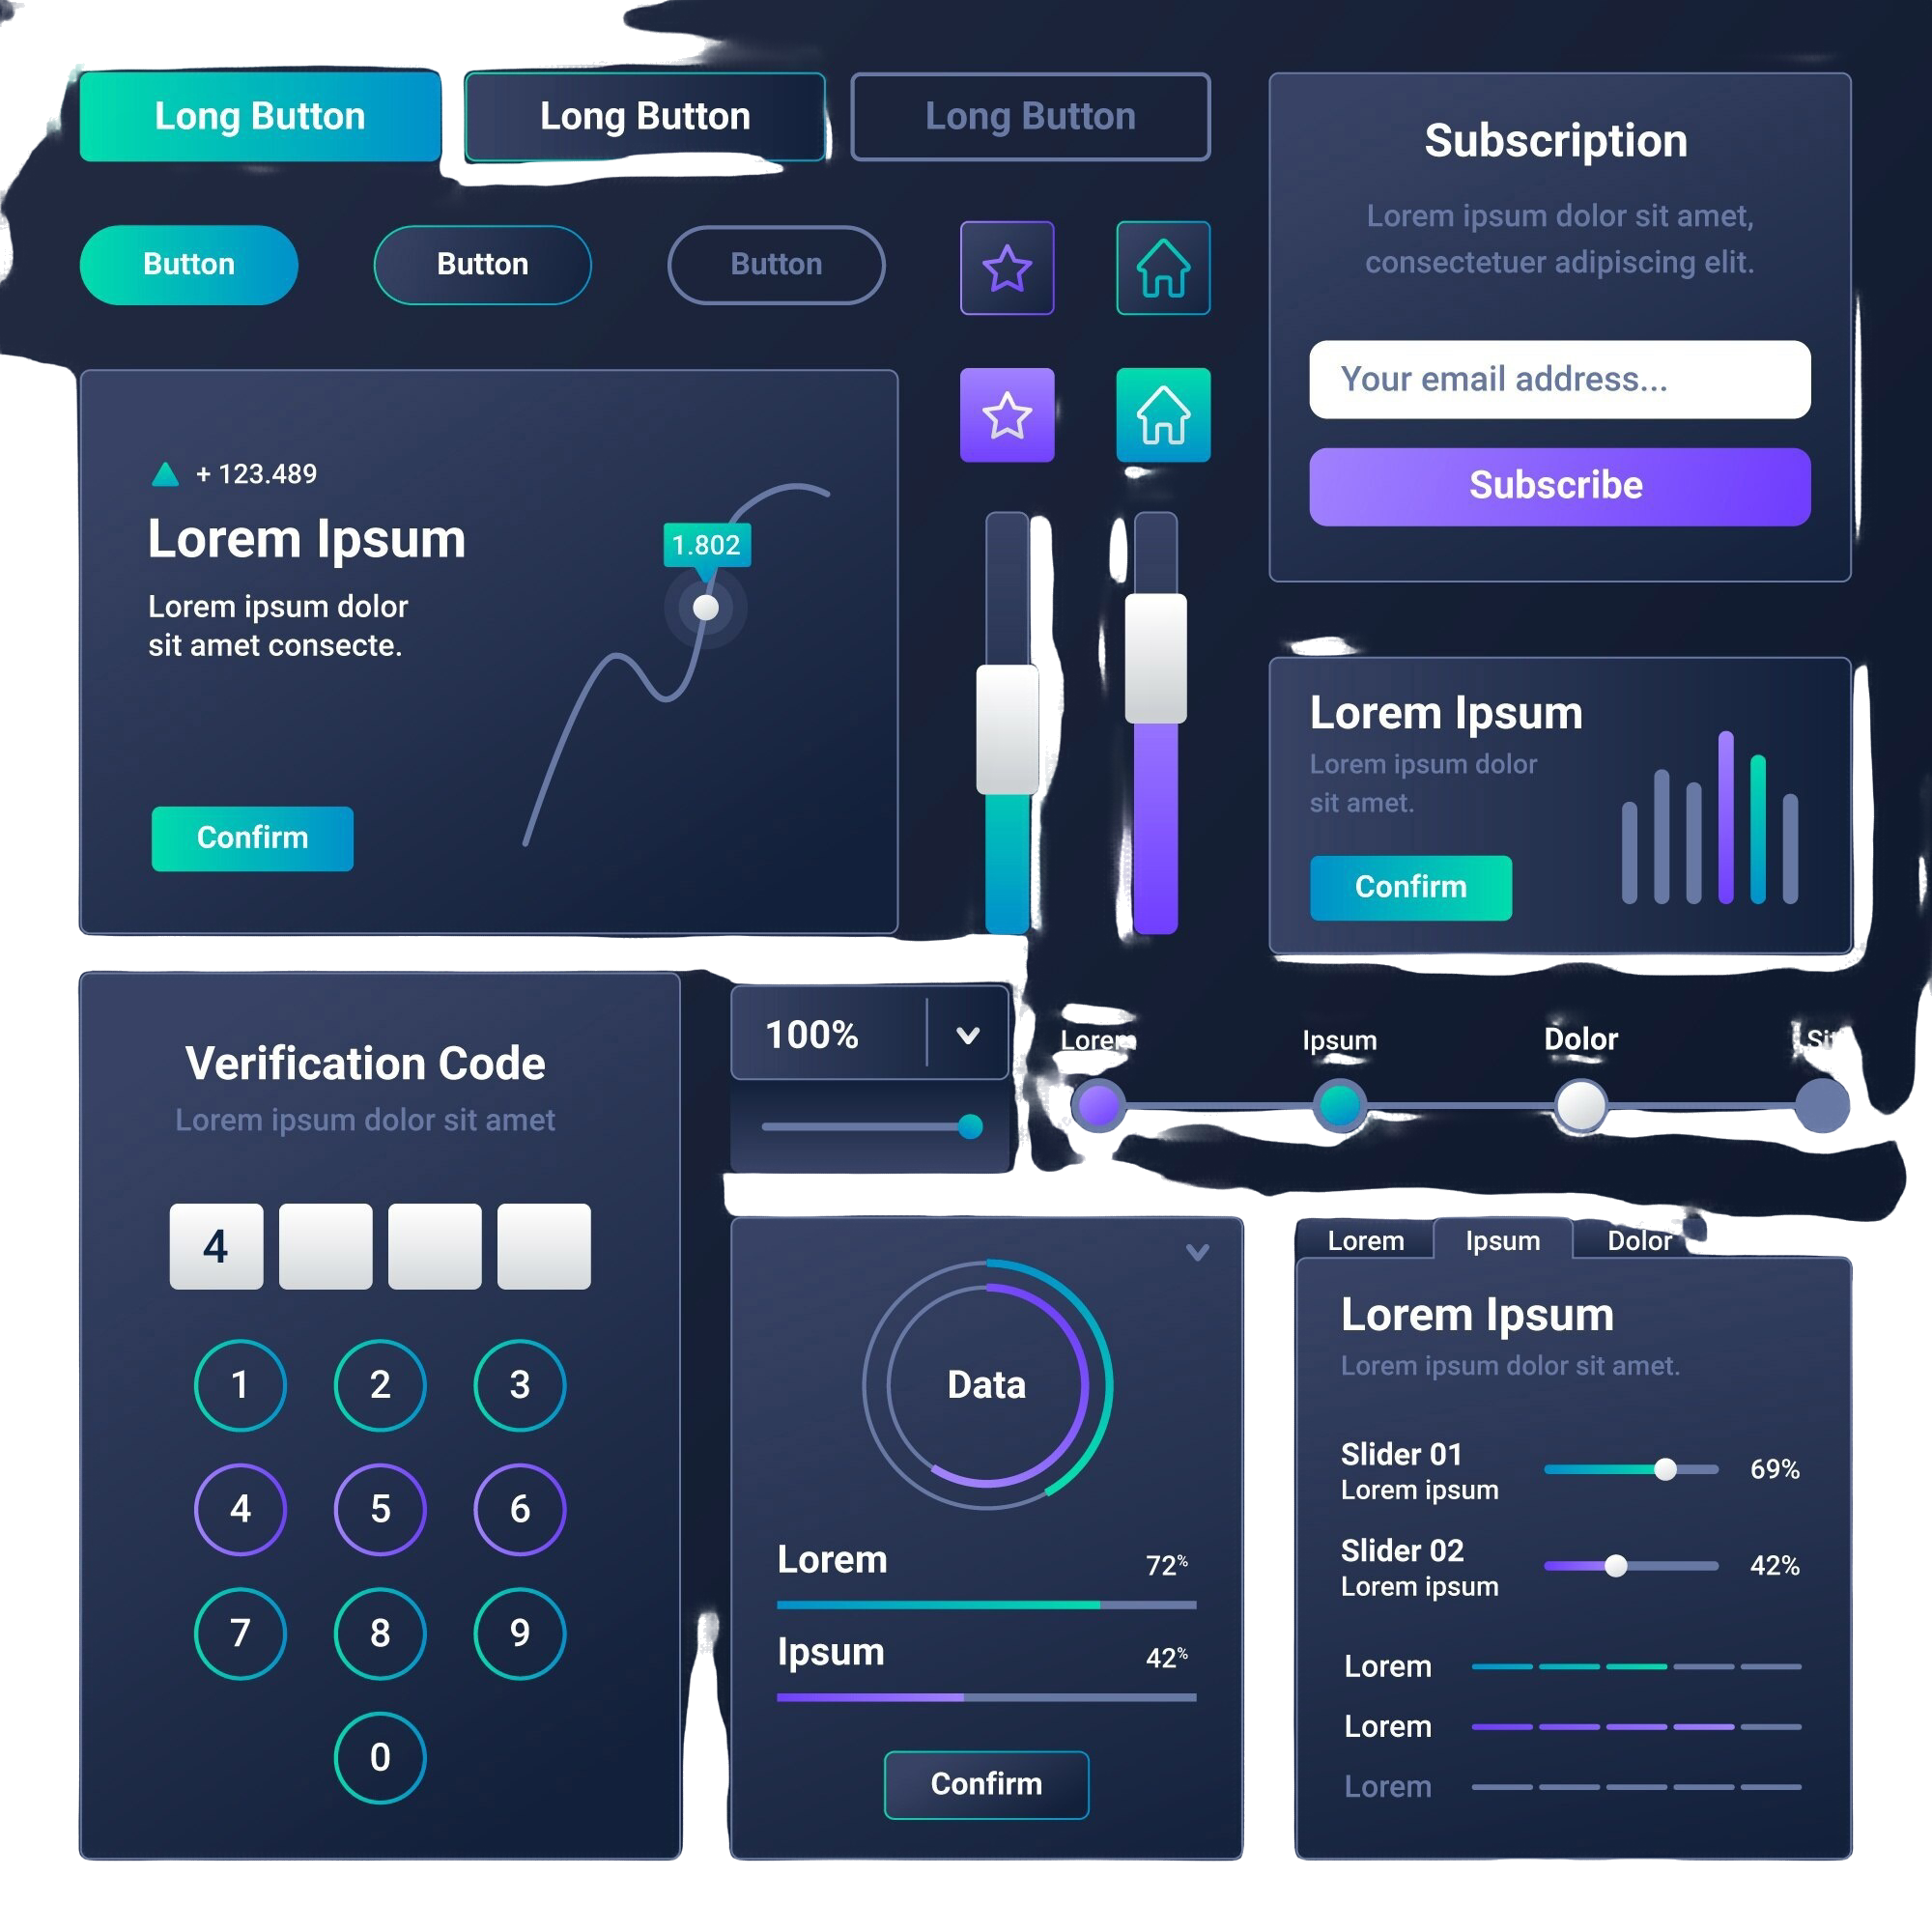 Long Button
Long Button
Long Button
Button
Button
Button
Subscription
Lorem ipsum dolor sit amet,
consectetuer adipiscing elit.
Your email address...
Subscribe
+ 123.489
Lorem Ipsum
Lorem ipsum dolor
sit amet consecte.
1.802
Confirm
Lorem Ipsum
Lorem ipsum dolor
sit amet.
Confirm
Verification Code
Lorem ipsum dolor sit amet
4
1
2
3
4
5
6
7
8
9
0
100%
Lorem
Ipsum
Dolor
Sit
Data
Lorem
72%
Ipsum
42%
Confirm
Lorem
Ipsum
Dolor
Lorem Ipsum
Lorem ipsum dolor sit amet.
Slider 01
Lorem ipsum
69%
Slider 02
Lorem ipsum
42%
Lorem
Lorem
Lorem